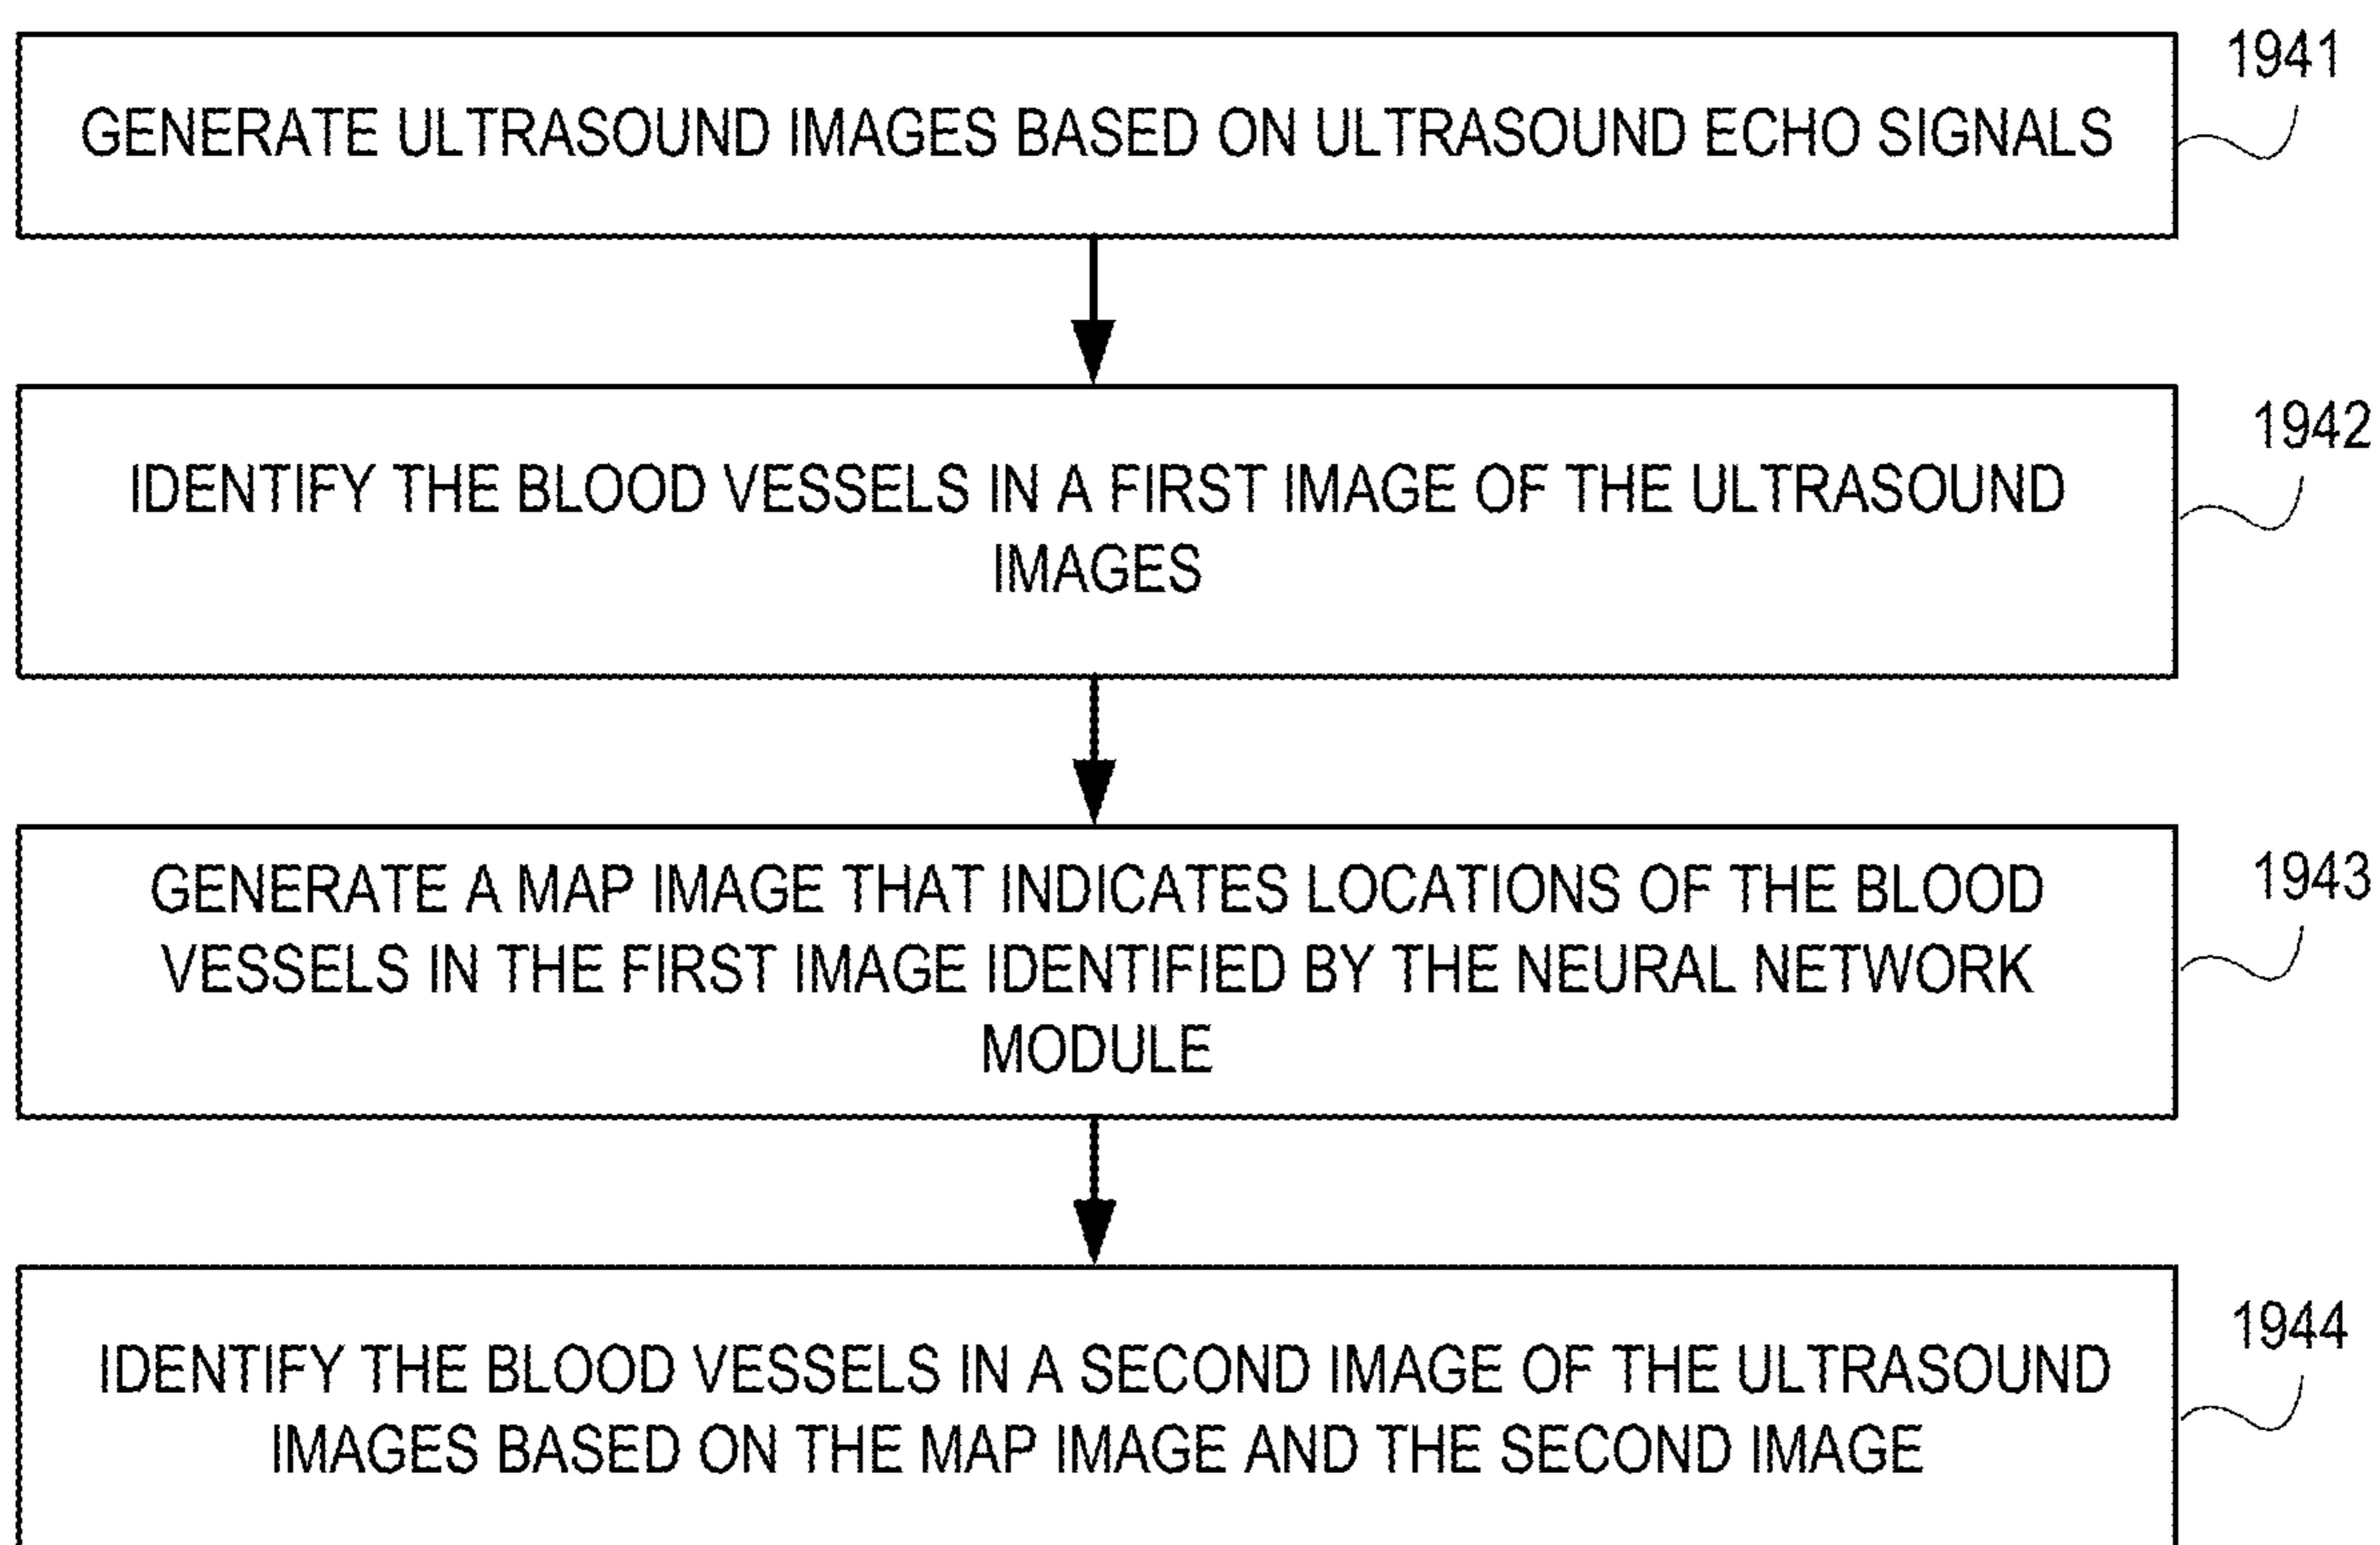 1941
GENERATE ULTRASOUND IMAGES BASED ON ULTRASOUND ECHO SIGNALS
1942
IDENTIFY THE BLOOD VESSELS IN A FIRST IMAGE OF THE ULTRASOUND
IMAGES
1943
GENERATE A MAP IMAGE THAT INDICATES LOCATIONS OF THE BLOOD
VESSELS IN THE FIRST IMAGE IDENTIFIED BY THE NEURAL NETWORK
MODULE
1944
IDENTIFY THE BLOOD VESSELS IN A SECOND IMAGE OF THE ULTRASOUND
IMAGES BASED ON THE MAP IMAGE AND THE SECOND IMAGE